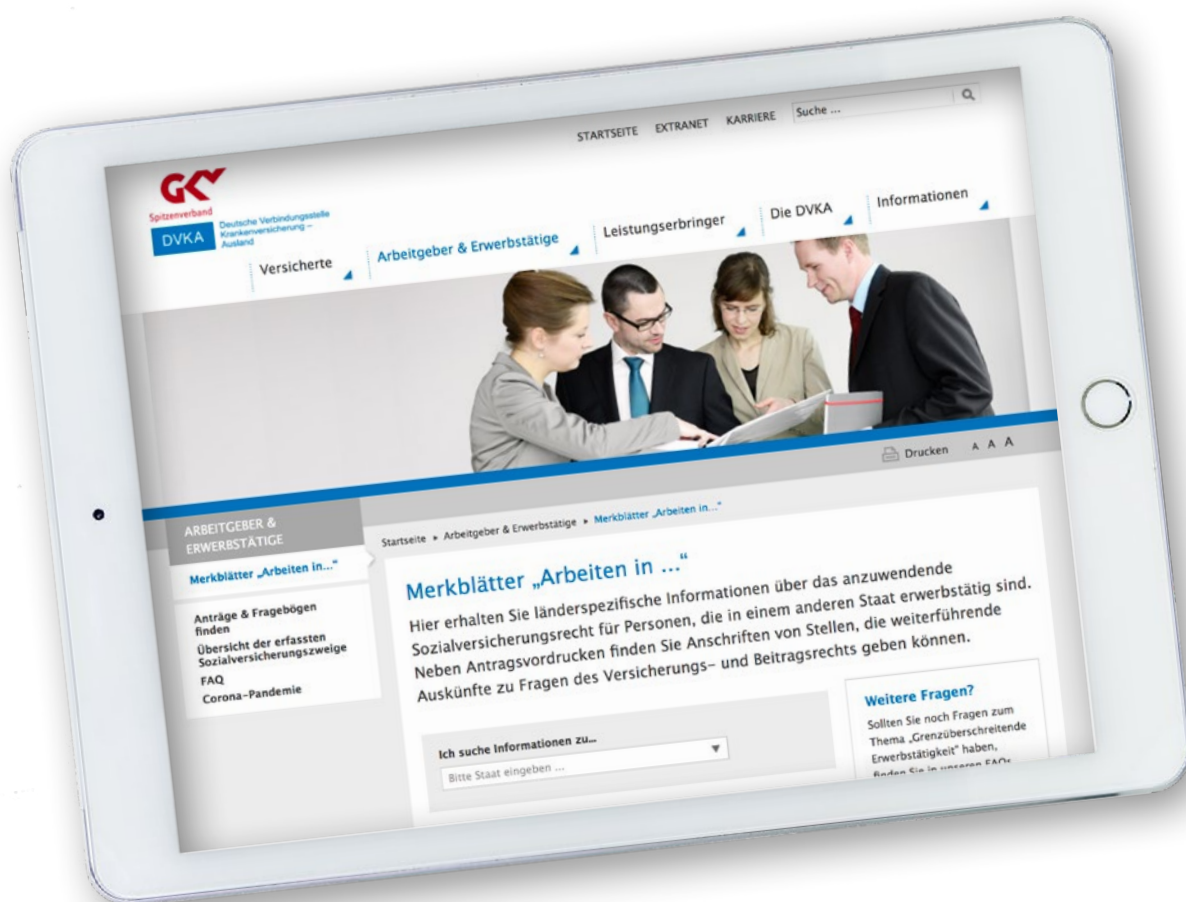 STARTSEITE EXTRANET KARRIERE Suche ...
GKV
Spitzenverband
DVKA
Deutsche Verbindungsstelle
Krankenversicherung –
Ausland
Versicherte Arbeitgeber & Erwerbstätige Leistungserbringer Die DVKA Informationen
Drucken A A A
ARBEITGEBER &
ERWERBSTÄTIGE
Merkblätter „Arbeiten in...“
Anträge & Fragebögen
finden
Übersicht der erfassten
Sozialversicherungszweige
FAQ
Corona-Pandemie
Startseite » Arbeitgeber & Erwerbstätige » Merkblätter „Arbeiten in...“
Merkblätter „Arbeiten in ...“
Hier erhalten Sie länderspezifische Informationen über das anzuwendende
Sozialversicherungsrecht für Personen, die in einem anderen Staat erwerbstätig sind.
Neben Antragsvordrucken finden Sie Anschriften von Stellen, die weiterführende
Auskünfte zu Fragen des Versicherungs- und Beitragsrechts geben können.
Ich suche Informationen zu...
Bitte Staat eingeben ...
Weitere Fragen?
Sollten Sie noch Fragen zum
Thema „Grenzüberschreitende
Erwerbstätigkeit“ haben,
finden Sie in unseren FAQs